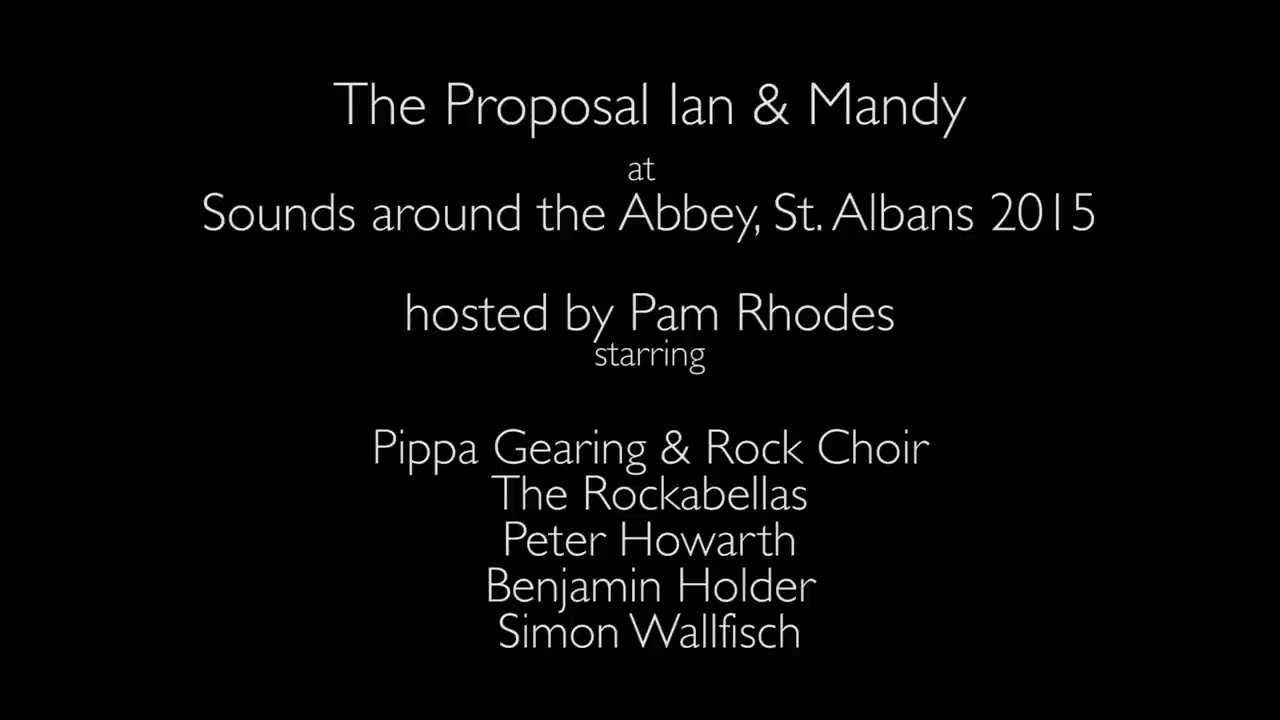 The Proposal Ian & Mandy
at
Sounds around the Abbey, St. Albans 2015
hosted by Pam Rhodes
starring
Pippa Gearing & Rock Choir
The Rockabellas
Peter Howarth
Benjamin Holder
Simon Wallfisch